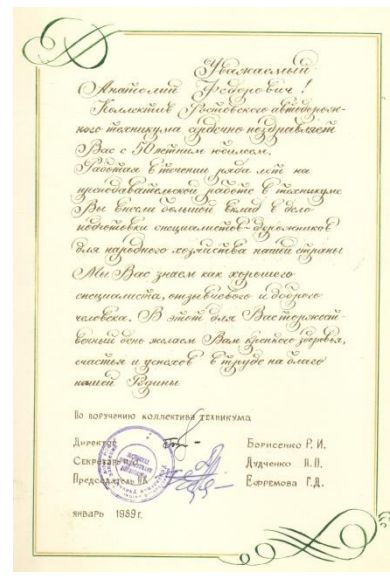 Уважаемый
Анатолий Федорович!
Коллектив Ростовского автодорож-
ного техникума сердечно поздравляет
Вас с 50летним юбилеем.
Работая в течении ряда лет на
преподавательской работе в техникуме
Вы внесли большой вклад в дело
подготовки специалистов-дорожников
для народного хозяйства нашей страны
Мы Вас знаем как хорошего
специалиста, отзывчевого и доброго
человека. В этот для Вас торжест-
венный день желаем Вам крепкого здоровья,
счастья и успехов в труде на благо
нашей Родины
По поручению коллектива техникума
Директор Борисенко Р. И.
Секретарь Дудченко
Председатель Ефремова Г.Д.
январь 1989г.